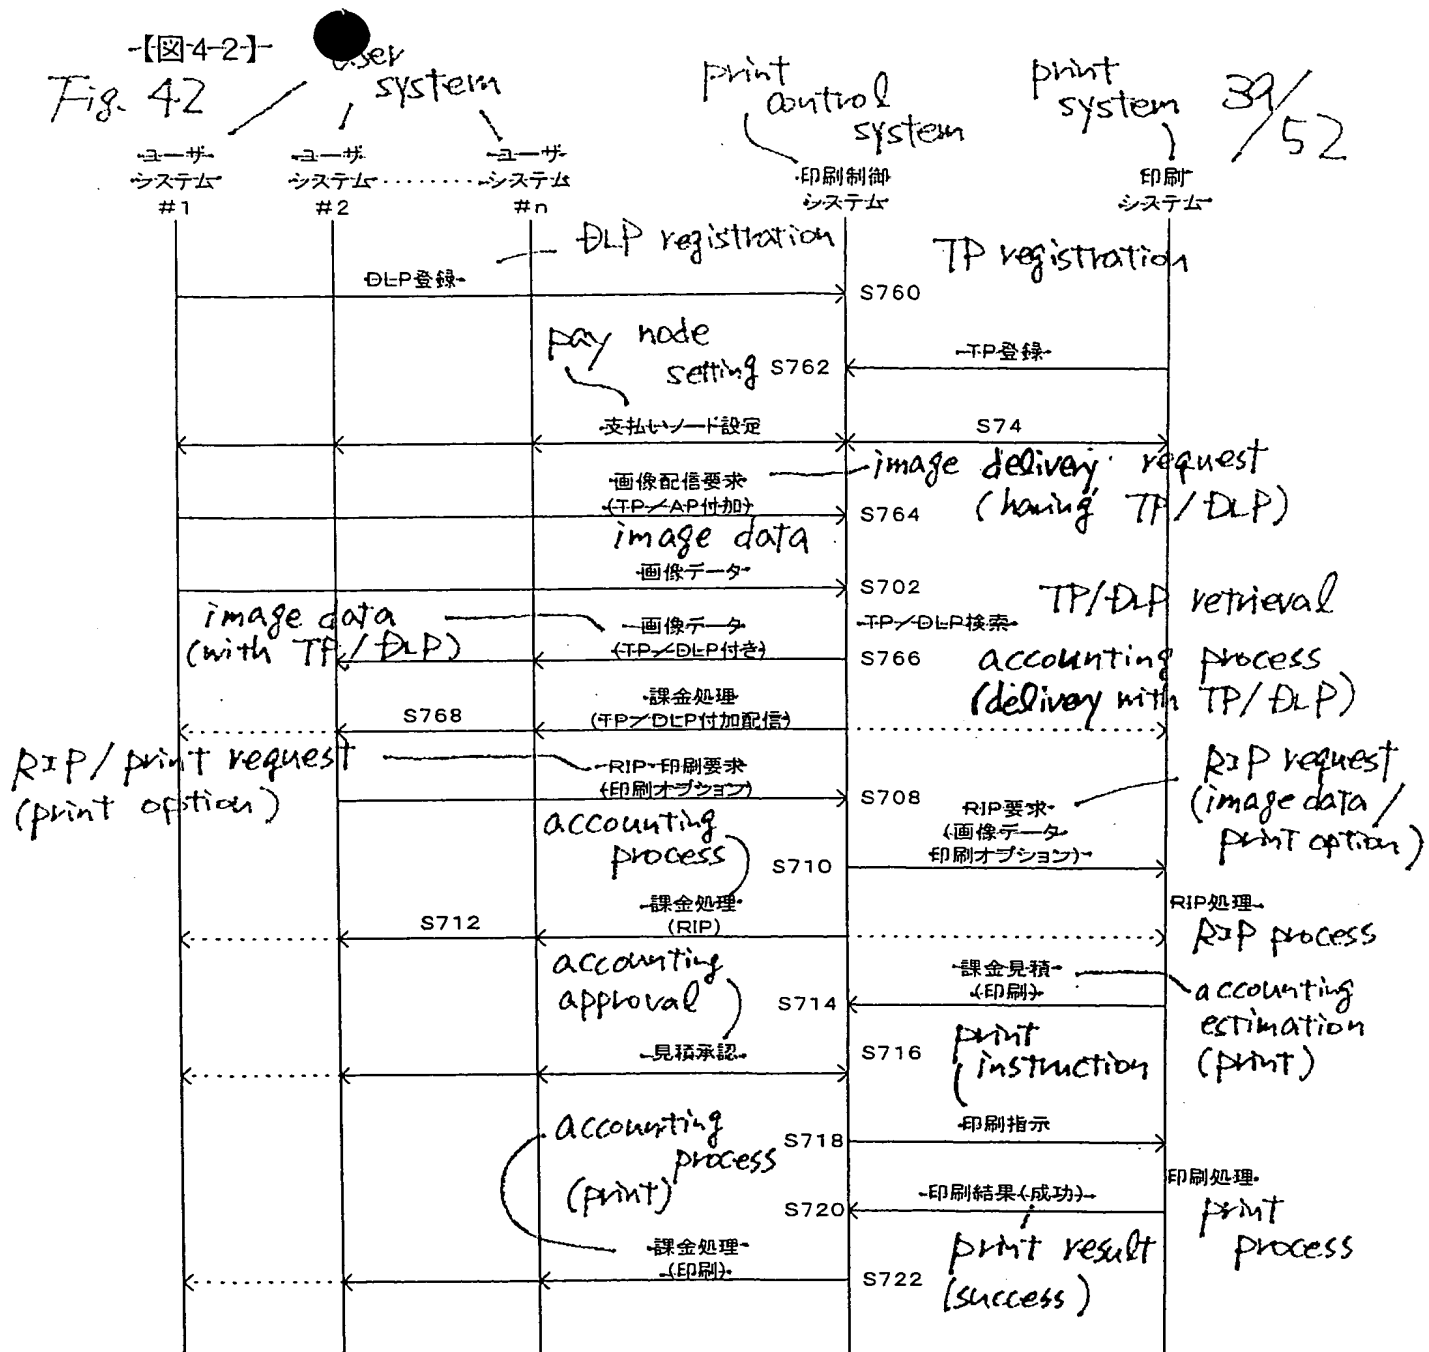 【図42】
Fig. 42
user
system
print
control
system
print
system
39/52
ユーザ
システム
#1
ユーザ
システム
#2
ユーザ
システム
#n
印刷制御
システム
印刷
システム
DLP registration
TP registration
DLP登録
S760
pay node
setting
S762
TP登録
支払いノード設定
S74
画像配信要求
(TP/AP付加)
image delivery request
(having TP/DLP)
S764
image data
画像データ
S702
TP/DLP retrieval
image data
(with TP/DLP)
画像データ
(TP/DLP付き)
TP/DLP検索
S766
accounting process
(delivery with TP/DLP)
課金処理
(TP/DLP付加配信)
S768
RIP/print request
(print option)
RIP・印刷要求
(印刷オプション)
S708
RIP request
(image data/
print option)
RIP要求
(画像データ
印刷オプション)
accounting
process
S710
課金処理
(RIP)
S712
RIP処理
RIP process
accounting
approval
S714
課金見積
(印刷)
accounting
estimation
(print)
見積承認
S716
print
instruction
印刷指示
accounting
process
(print)
S718
印刷処理
print
process
S720
印刷結果(成功)
print result
(success)
課金処理
(印刷)
S722